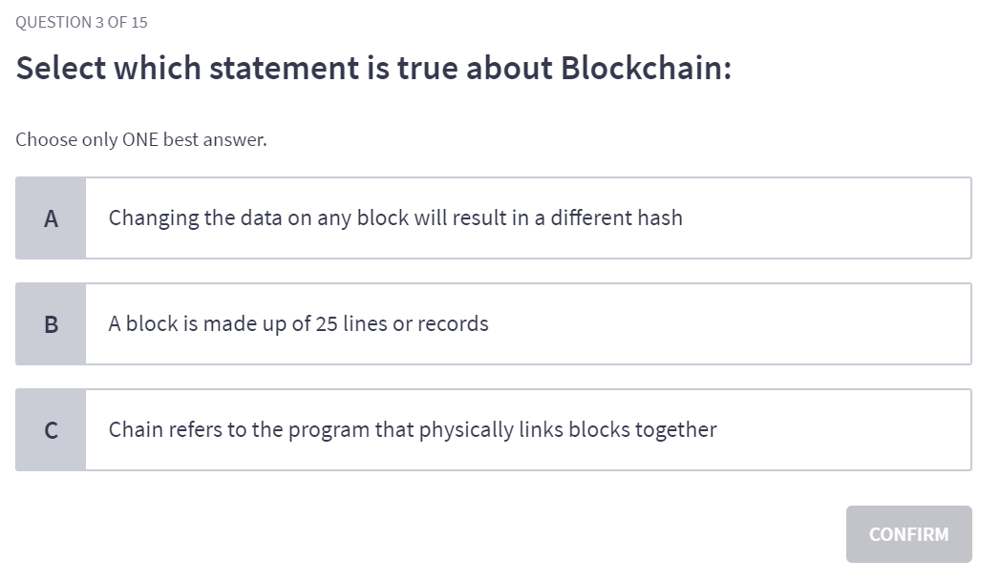 QUESTION 3 OF 15
Select which statement is true about Blockchain:
Choose only ONE best answer.
A Changing the data on any block will result in a different hash
B A block is made up of 25 lines or records
C Chain refers to the program that physically links blocks together
CONFIRM